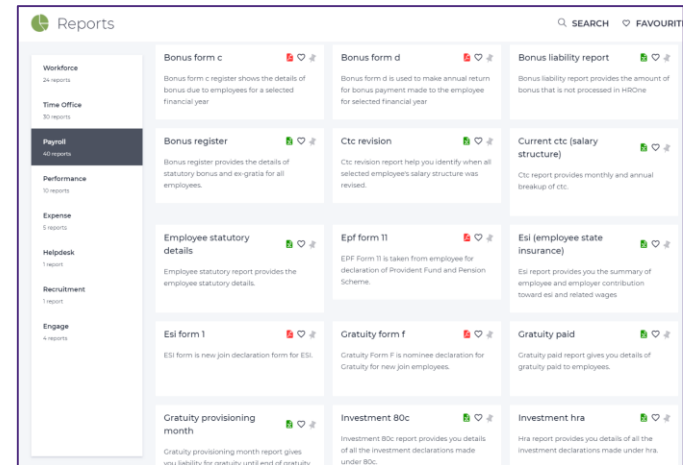 Reports
SEARCH
FAVOURIT
Workforce
24 reports
Time Office
30 reports
Payroll
40 reports
Performance
10 reports
Expense
5 reports
Helpdesk
1 report
Recruitment
1 report
Engage
4 reports
Bonus form c
Bonus form c register shows the details of
bonus due to employees for a selected
financial year
Bonus form d
Bonus form d is used to make annual return
for bonus payment made to the employee
for selected financial year
Bonus liability report
Bonus liability report provides the amount of
bonus that is not processed in HROne
Bonus register
Bonus register provides the details of
statutory bonus and ex-gratia for all
employees.
Ctc revision
Ctc revision report help you identify when all
selected employee's salary structure was
revised.
Current ctc (salary
structure)
Ctc report provides monthly and annual
breakup of ctc.
Employee statutory
details
Employee statutory report provides the
employee statutory details.
Epf form 11
EPF Form 11 is taken from employee for
declaration of Provident Fund and Pension
Scheme.
Esi (employee state
insurance)
Esi report provides you the summary of
employee and employer contribution
toward esi and related wages
Esi form 1
ESI form is new join declaration form for ESI.
Gratuity form f
Gratuity Form F is nominee declaration for
Gratuity for new join employees.
Gratuity paid
Gratuity paid report gives you details of
gratuity paid to employees.
Gratuity provisioning
month
Gratuity provisioning month report gives
you liability for gratuity until end of gratuity
Investment 80c
Investment 80c report provides you details
of all the investment declarations made
under 80c.
Investment hra
Hra report provides you details of all the
investment declarations made under hra.